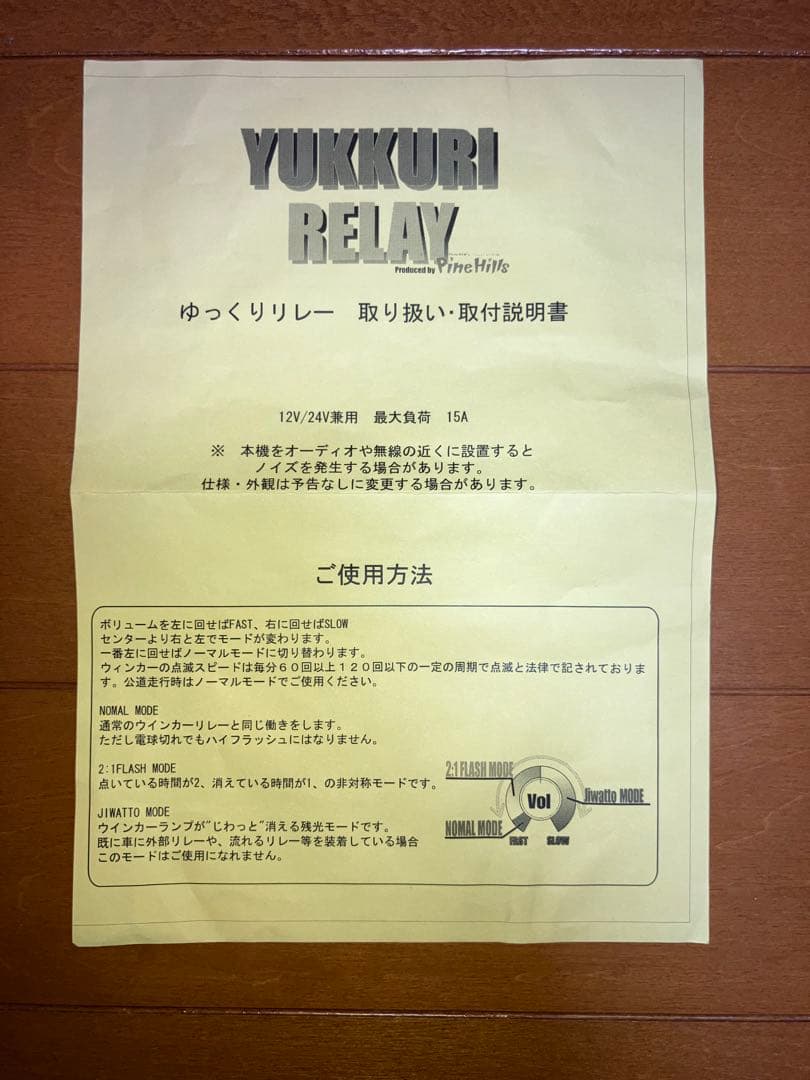 YUKKURI
RELAY
Produced by PineHills
ゆっくりリレー 取り扱い・取付説明書
12V/24V兼用 最大負荷 15A
※ 本機をオーディオや無線の近くに設置すると
ノイズを発生する場合があります。
仕様・外観は予告なしに変更する場合があります。
ご使用方法
ボリュームを左に回せばFAST、右に回せばSLOW
センターより右と左でモードが変わります。
一番左に回せばノーマルモードに切り替わります。
ウィンカーの点滅スピードは毎分60回以上120回以下の一定の周期で点滅と法律で記されておりま
す。公道走行時はノーマルモードでご使用ください。
NOMAL MODE
通常のウインカーリレーと同じ働きをします。
ただし電球切れでもハイフラッシュにはなりません。
2:1FLASH MODE
点いている時間が2、消えている時間が1、の非対称モードです。
JIWATTO MODE
ウインカーランプが"じわっと"消える残光モードです。
既に車に外部リレーや、流れるリレー等を装着している場合
このモードはご使用になれません。
2:1 FLASH MODE
Vol
Jiwatto MODE
NOMAL MODE
FAST SLOW